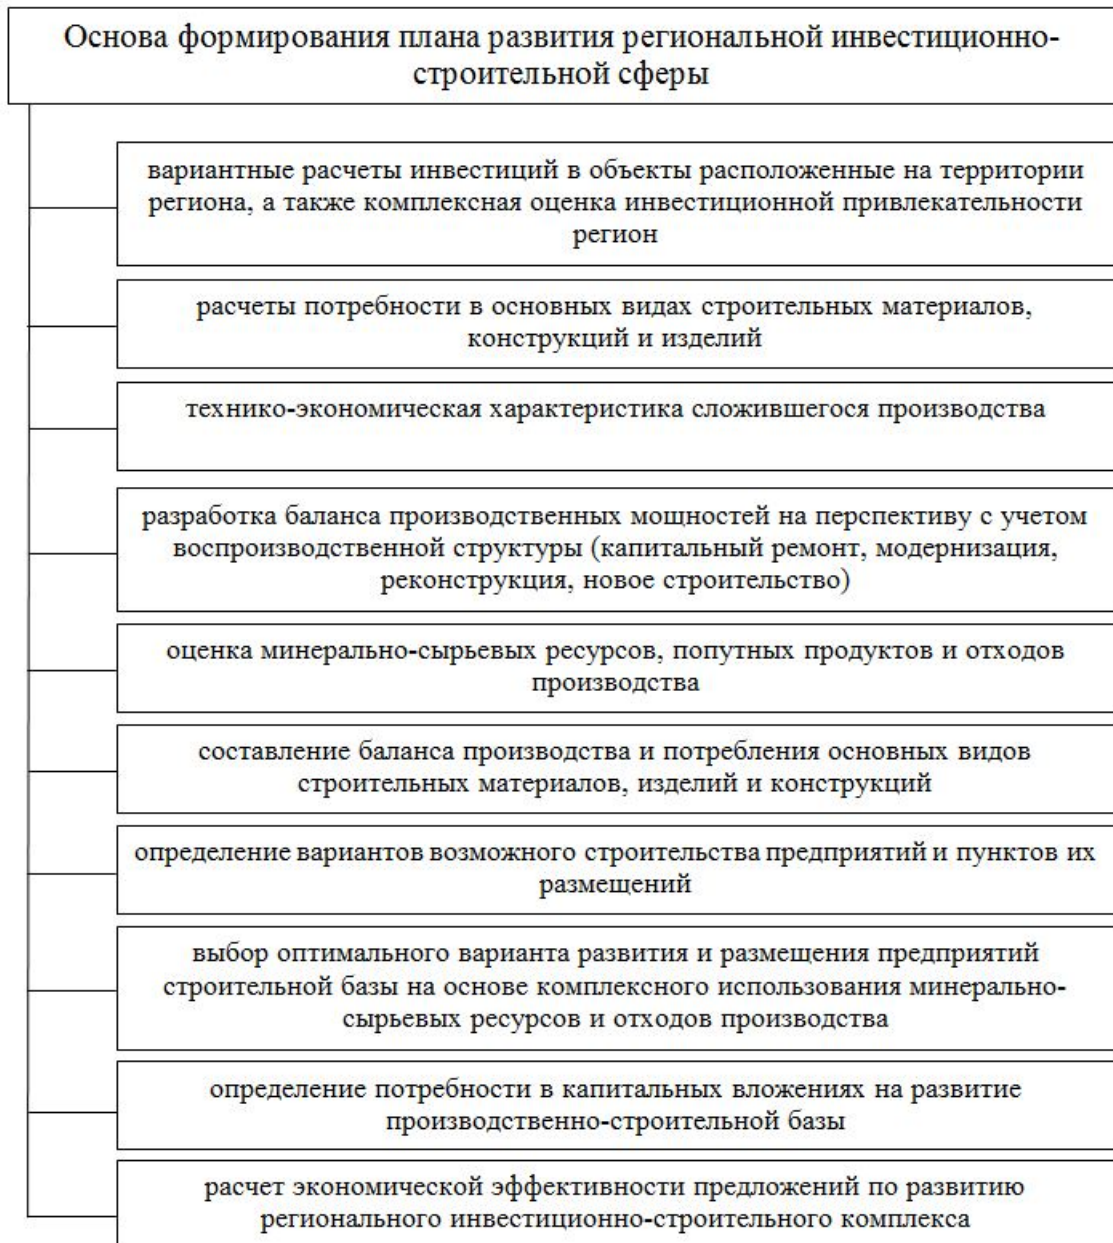 Основа формирования плана развития региональной инвестиционно-
строительной сферы
вариантные расчеты инвестиций в объекты расположенные на территории
региона, а также комплексная оценка инвестиционной привлекательности
регион
расчеты потребности в основных видах строительных материалов,
конструкций и изделий
технико-экономическая характеристика сложившегося производства
разработка баланса производственных мощностей на перспективу с учетом
воспроизводственной структуры (капитальный ремонт, модернизация,
реконструкция, новое строительство)
оценка минерально-сырьевых ресурсов, попутных продуктов и отходов
производства
составление баланса производства и потребления основных видов
строительных материалов, изделий и конструкций
определение вариантов возможного строительства предприятий и пунктов их
размещений
выбор оптимального варианта развития и размещения предприятий
строительной базы на основе комплексного использования минерально-
сырьевых ресурсов и отходов производства
определение потребности в капитальных вложениях на развитие
производственно-строительной базы
расчет экономической эффективности предложений по развитию
регионального инвестиционно-строительного комплекса